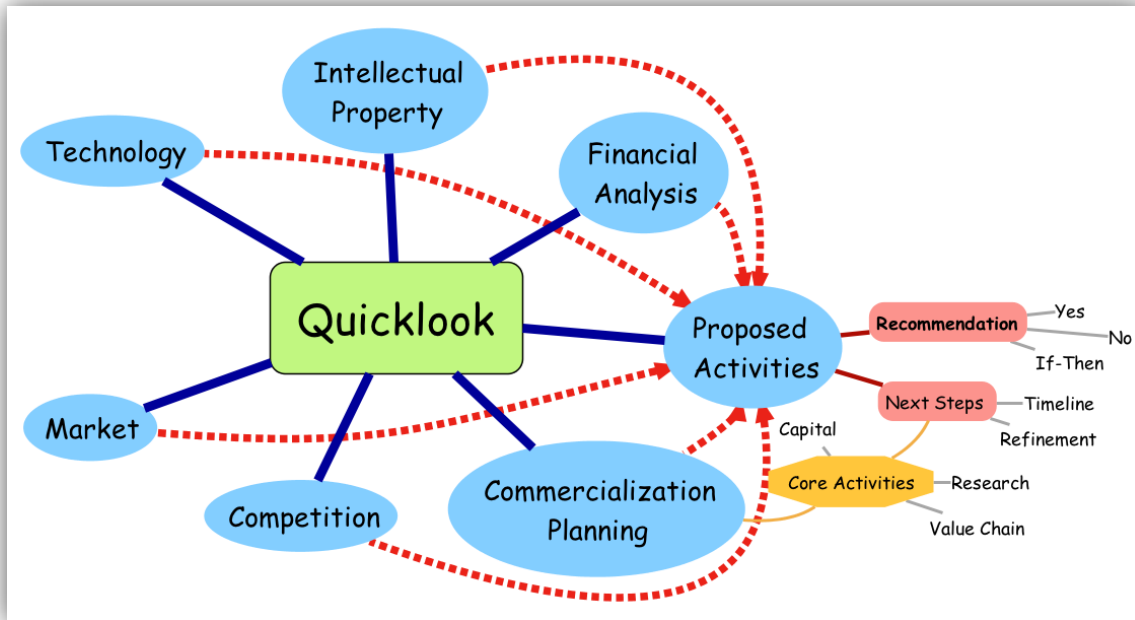 Intellectual
Property
Technology
Financial
Analysis
Quicklook
Proposed
Activities
Recommendation
Yes
No
If-Then
Next Steps
Timeline
Refinement
Market
Capital
Core Activities
Research
Value Chain
Commercialization
Planning
Competition